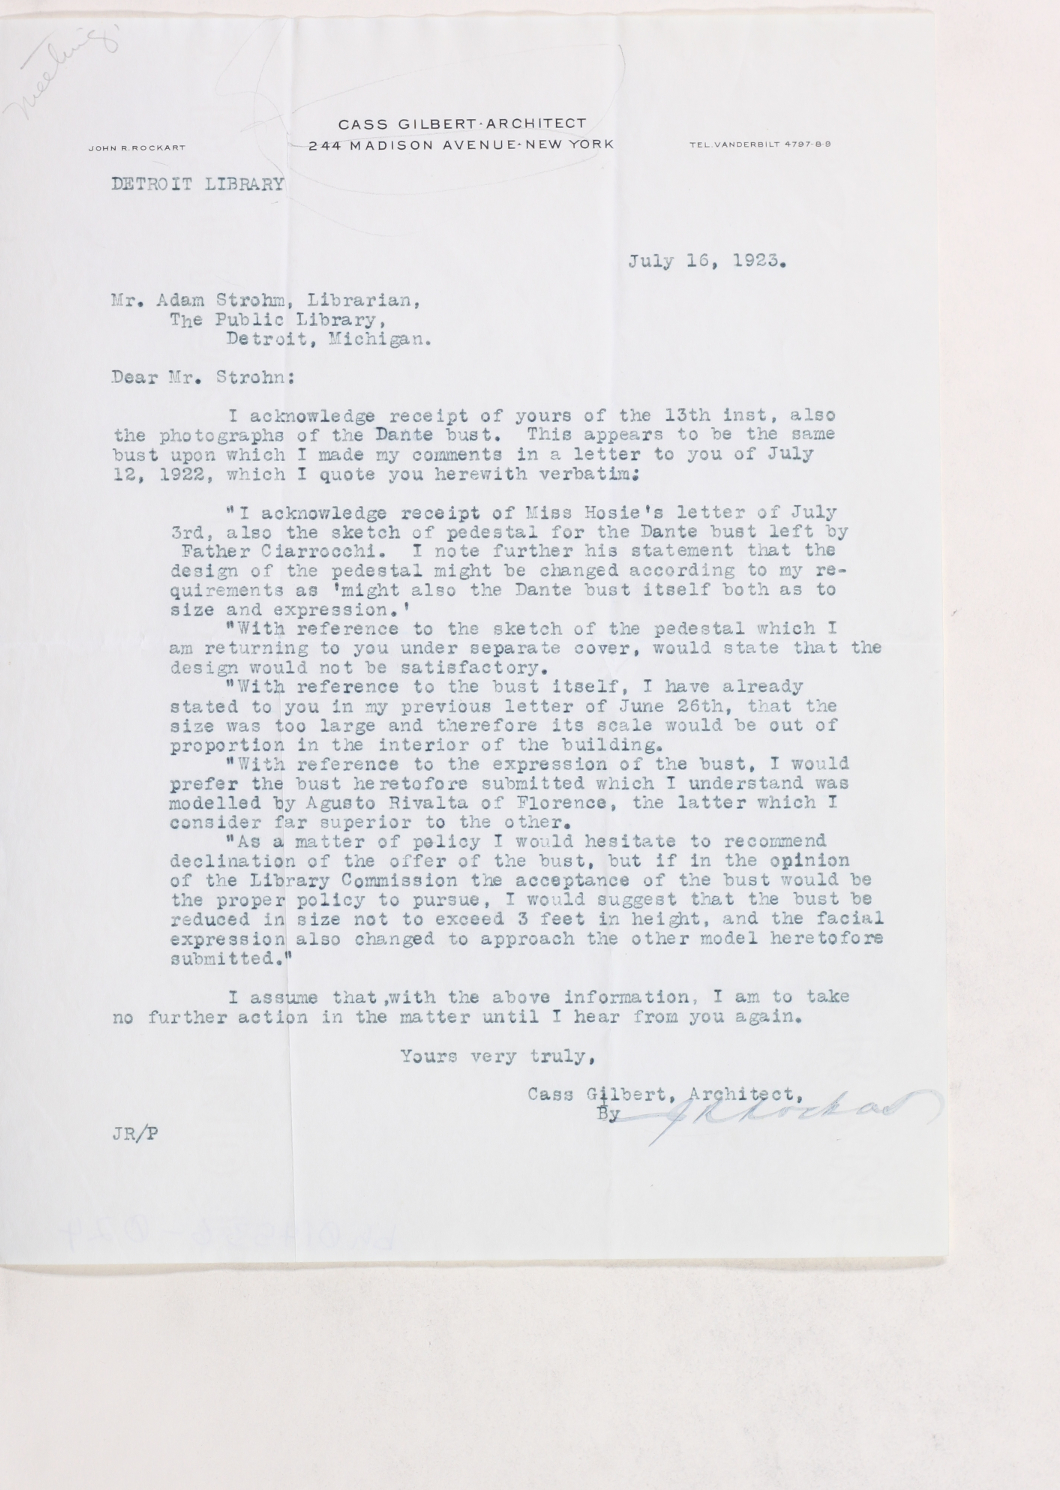 Meeting.
CASS GILBERT·ARCHITECT
JOHN R. ROCKART 244 MADISON AVENUE·NEW YORK TEL. VANDERBILT 4797-8-9
DETROIT LIBRARY
July 16, 1923.
Mr. Adam Strohm, Librarian,
The Public Library,
Detroit, Michigan.
Dear Mr. Strohn:
I acknowledge receipt of yours of the 13th inst, also
the photographs of the Dante bust. This appears to be the same
bust upon which I made my comments in a letter to you of July
12, 1922, which I quote you herewith verbatim:
"I acknowledge receipt of Miss Hosie's letter of July
3rd, also the sketch of pedestal for the Dante bust left by
Father Ciarrocchi. I note further his statement that the
design of the pedestal might be changed according to my re-
quirements as 'might also the Dante bust itself both as to
size and expression.'
"With reference to the sketch of the pedestal which I
am returning to you under separate cover, would state that the
design would not be satisfactory.
"With reference to the bust itself, I have already
stated to you in my previous letter of June 26th, that the
size was too large and therefore its scale would be out of
proportion in the interior of the building.
"With reference to the expression of the bust, I would
prefer the bust heretofore submitted which I understand was
modelled by Agusto Rivalta of Florence, the latter which I
consider far superior to the other.
"As a matter of policy I would hesitate to recommend
declination of the offer of the bust, but if in the opinion
of the Library Commission the acceptance of the bust would be
the proper policy to pursue, I would suggest that the bust be
reduced in size not to exceed 3 feet in height, and the facial
expression also changed to approach the other model heretofore
submitted."
I assume that ,with the above information, I am to take
no further action in the matter until I hear from you again.
Yours very truly,
Cass Gilbert, Architect,
By J R Rockart
JR/P